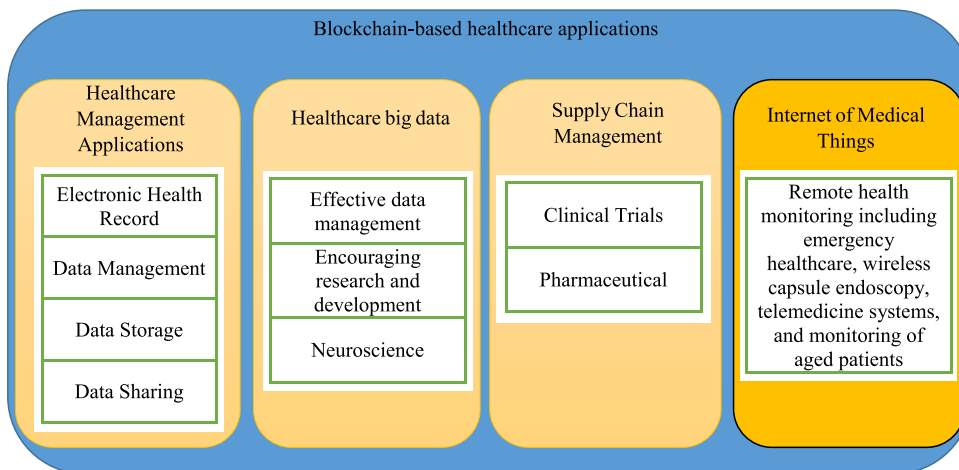 Blockchain-based healthcare applications
Healthcare
Management
Applications
Electronic Health
Record
Data Management
Data Storage
Data Sharing
Healthcare big data
Effective data
management
Encouraging
research and
development
Neuroscience
Supply Chain
Management
Clinical Trials
Pharmaceutical
Internet of Medical
Things
Remote health
monitoring including
emergency
healthcare, wireless
capsule endoscopy,
telemedicine systems,
and monitoring of
aged patients